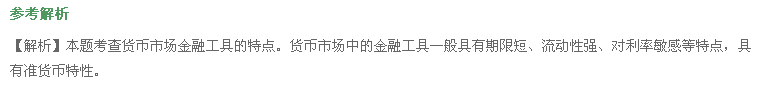 参考解析
【解析】本题考查货币市场金融工具的特点。货币市场中的金融工具一般具有期限短、流动性强、对利率敏感等特点，具
有准货币特性。